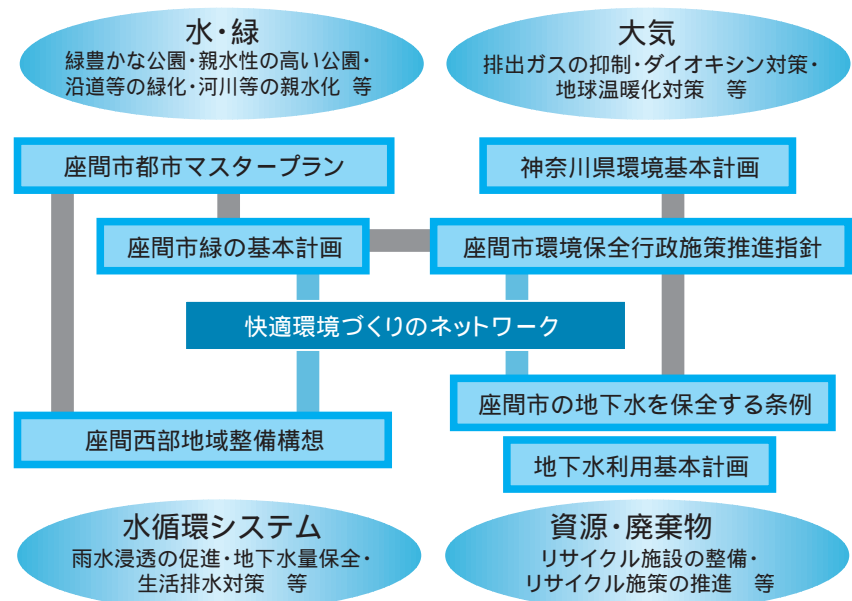 水・緑
緑豊かな公園・親水性の高い公園・
沿道等の緑化・河川等の親水化 等
大気
排出ガスの抑制・ダイオキシン対策・
地球温暖化対策 等
座間市都市マスタープラン
神奈川県環境基本計画
座間市緑の基本計画
座間市環境保全行政施策推進指針
快適環境づくりのネットワーク
座間市の地下水を保全する条例
座間西部地域整備構想
地下水利用基本計画
水循環システム
雨水浸透の促進・地下水量保全・
生活排水対策 等
資源・廃棄物
リサイクル施設の整備・
リサイクル施策の推進 等